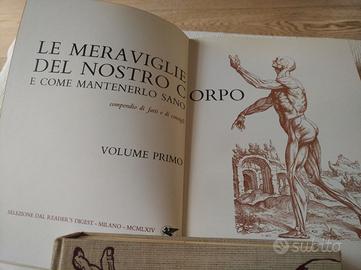 LE MERAVIGLIE
DEL NOSTRO CORPO
E COME MANTENERLO SANO
compendio di fatti e di consigli
VOLUME PRIMO
SELEZIONE DAL READER'S DIGEST - MILANO - MCMLXIV
subito